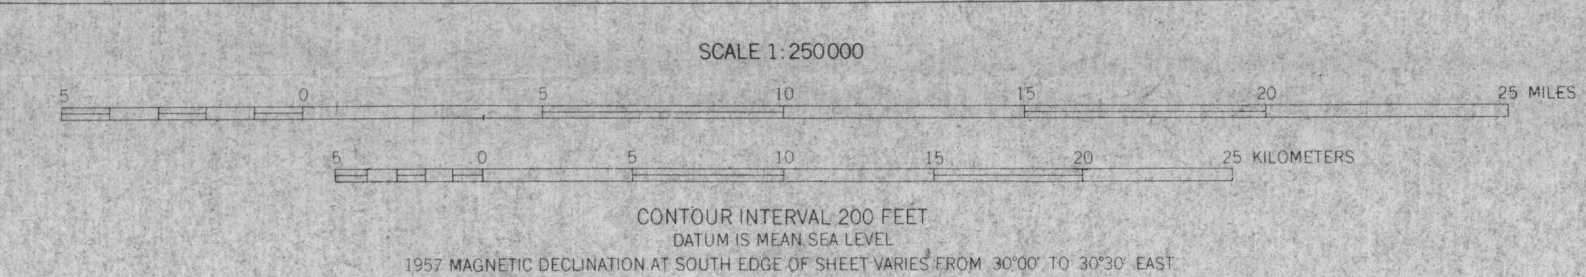 SCALE 1:250000
5 0 5 10 15 20 25 MILES
5 0 5 10 15 20 25 KILOMETERS
CONTOUR INTERVAL 200 FEET
DATUM IS MEAN SEA LEVEL
1957 MAGNETIC DECLINATION AT SOUTH EDGE OF SHEET VARIES FROM 30°00' TO 30°30' EAST